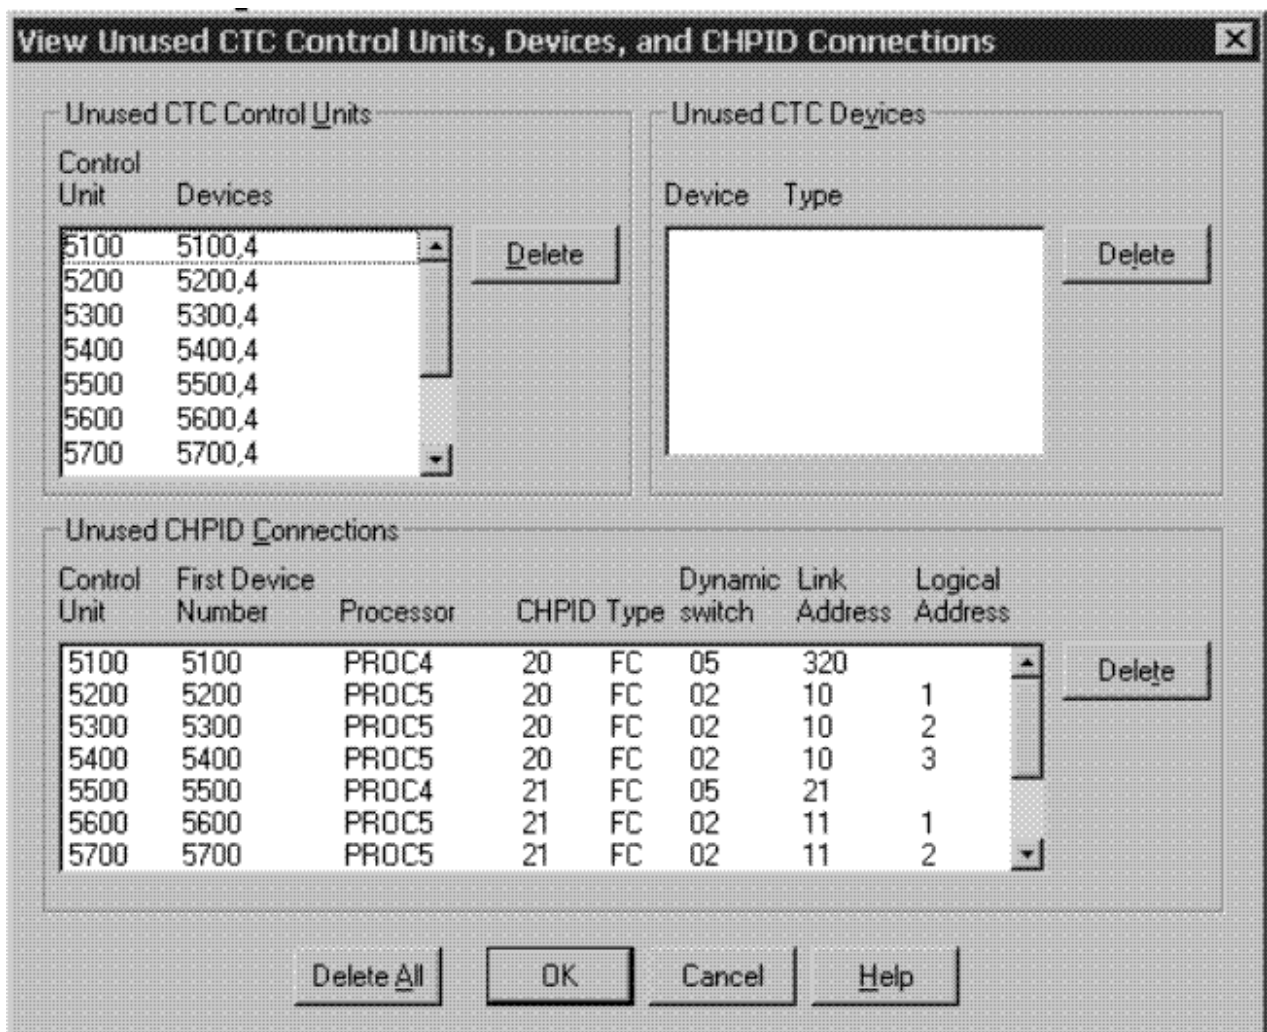 View Unused CTC Control Units, Devices, and CHPID Connections
Unused CTC Control Units
Control
Unit Devices
5100 5100,4
5200 5200,4
5300 5300,4
5400 5400,4
5500 5500,4
5600 5600,4
5700 5700,4
Delete
Unused CTC Devices
Device Type
Delete
Unused CHPID Connections
Control First Device Dynamic Link Logical
Unit Number Processor CHPID Type switch Address Address
5100 5100 PROC4 20 FC 05 320
5200 5200 PROC5 20 FC 02 10 1
5300 5300 PROC5 20 FC 02 10 2
5400 5400 PROC5 20 FC 02 10 3
5500 5500 PROC4 21 FC 05 21
5600 5600 PROC5 21 FC 02 11 1
5700 5700 PROC5 21 FC 02 11 2
Delete
Delete All OK Cancel Help